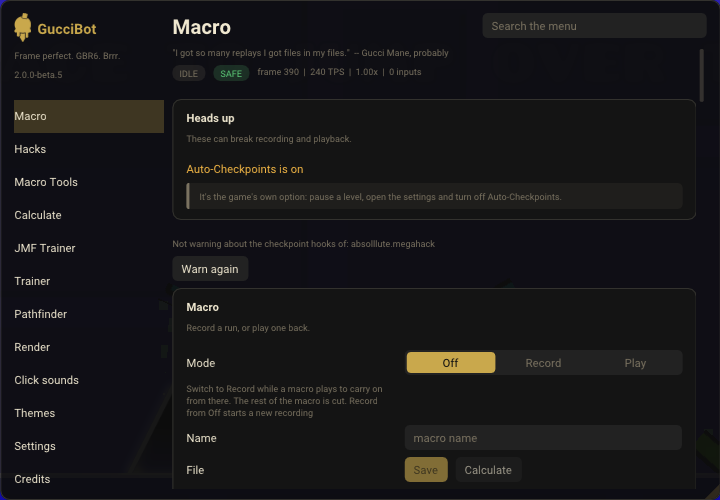 GucciBot
Frame perfect. GBR6. Brrr.
2.0.0-beta.5
Macro
Hacks
Macro Tools
Calculate
JMF Trainer
Trainer
Pathfinder
Render
Click sounds
Themes
Settings
Credits
Macro
Search the menu
"I got so many replays I got files in my files." – Gucci Mane, probably
IDLE SAFE frame 390 | 240 TPS | 1.00x | 0 inputs
Heads up
These can break recording and playback.
Auto-Checkpoints is on
It's the game's own option: pause a level, open the settings and turn off Auto-Checkpoints.
Not warning about the checkpoint hooks of: absolllute.megahack
Warn again
Macro
Record a run, or play one back.
Mode Off Record Play
Switch to Record while a macro plays to carry on
from there. The rest of the macro is cut. Record
from Off starts a new recording
Name macro name
File Save Calculate